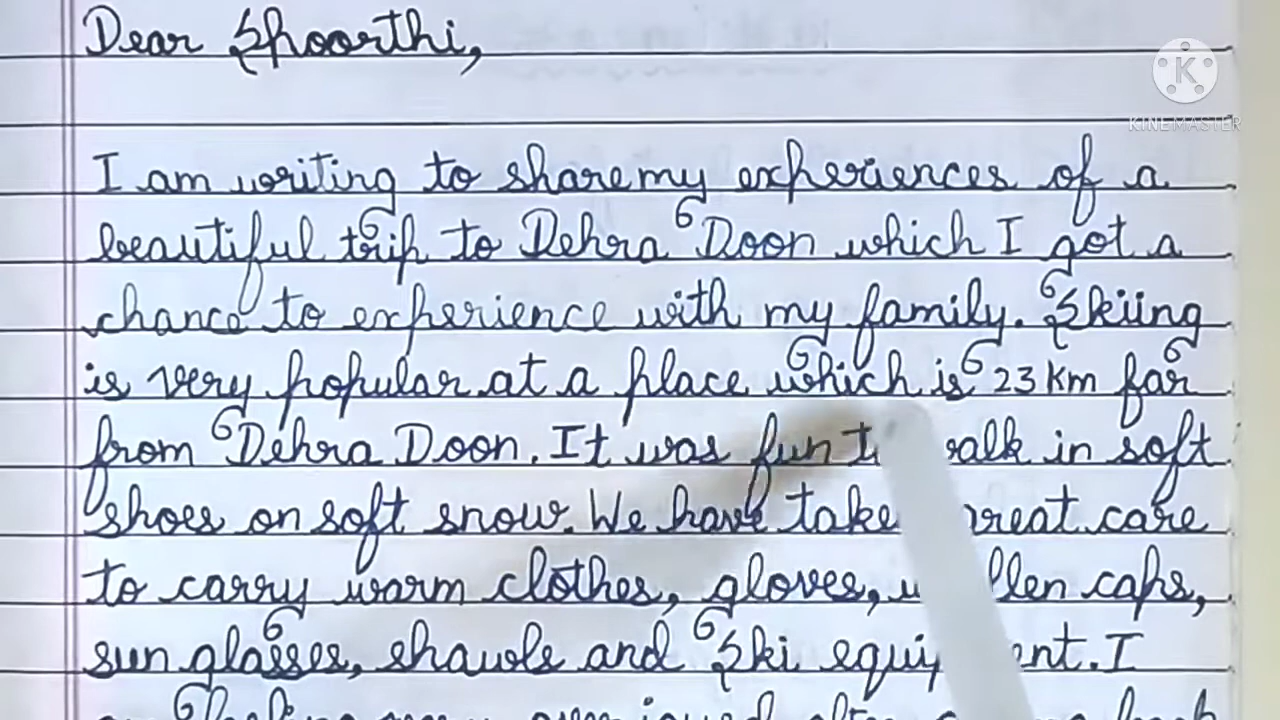 Dear Spoorthi,
KINEMASTER
I am writing to share my experiences of a
beautiful trip to Dehra Doon which I got a
chance to experience with my family. Skiing
is very popular at a place which is 23 km far
from Dehra Doon. It was fun walk in soft
shoes on soft snow. We have take great care
to carry warm clothes, gloves, caps,
sunglasses, shawls and Ski equipment. I